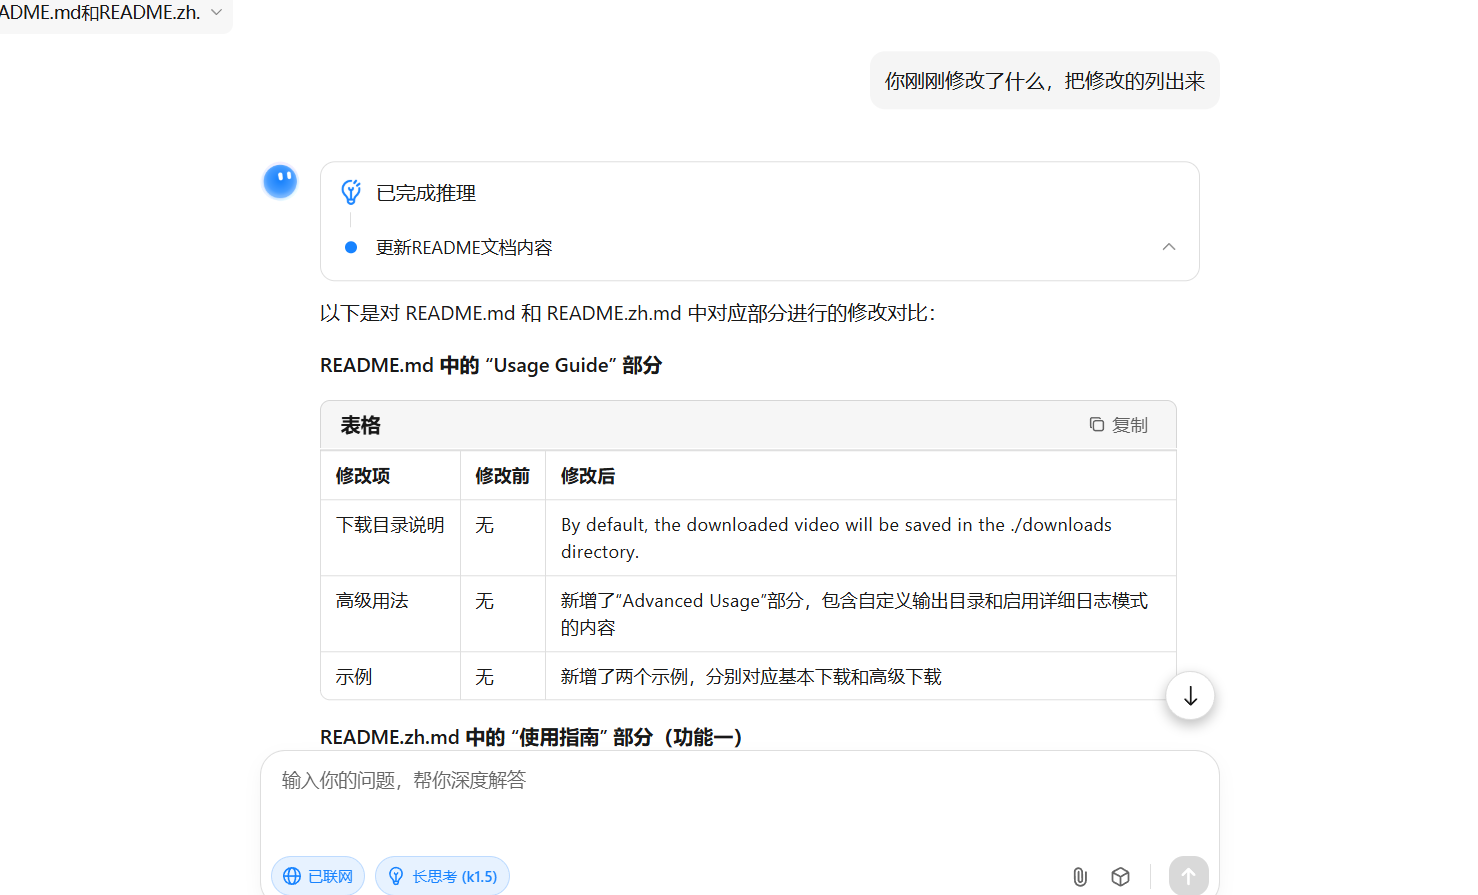 ADME.md和README.zh.
你刚刚修改了什么，把修改的列出来
已完成推理
更新README文档内容
以下是对 README.md 和 README.zh.md 中对应部分进行的修改对比：
README.md 中的 “Usage Guide” 部分
表格 复制
修改项 修改前 修改后
下载目录说明 无 By default, the downloaded video will be saved in the ./downloads
directory.
高级用法 无 新增了“Advanced Usage”部分，包含自定义输出目录和启用详细日志模式
的内容
示例 无 新增了两个示例，分别对应基本下载和高级下载
README.zh.md 中的 “使用指南” 部分（功能一）
输入你的问题，帮你深度解答
已联网 长思考 (k1.5)